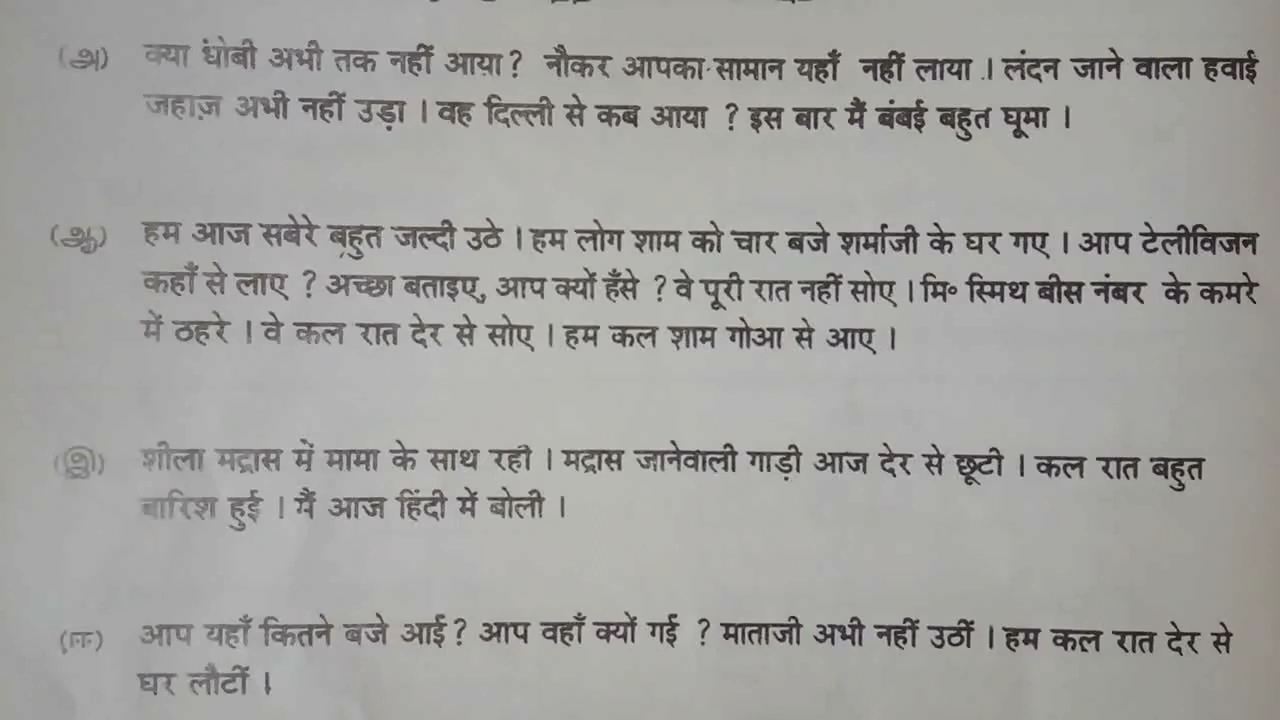 (அ) क्या धोबी अभी तक नहीं आया? नौकर आपका सामान यहाँ नहीं लाया । लंदन जाने वाला हवाई
जहाज़ अभी नहीं उड़ा । वह दिल्ली से कब आया ? इस बार मैं बंबई बहुत घूमा ।
(ஆ) हम आज सबेरे बहुत जल्दी उठे । हम लोग शाम को चार बजे शर्माजी के घर गए । आप टेलीविजन
कहाँ से लाए ? अच्छा बताइए, आप क्यों हँसे ? वे पूरी रात नहीं सोए । मि॰ स्मिथ बीस नंबर के कमरे
में ठहरे । वे कल रात देर से सोए । हम कल शाम गोआ से आए ।
(இ) शीला मद्रास में मामा के साथ रही । मद्रास जानेवाली गाड़ी आज देर से छूटी । कल रात बहुत
बारिश हुई । मैं आज हिंदी में बोली ।
(ஈ) आप यहाँ कितने बजे आई? आप वहाँ क्यों गई ? माताजी अभी नहीं उठीं । हम कल रात देर से
घर लौटीं ।